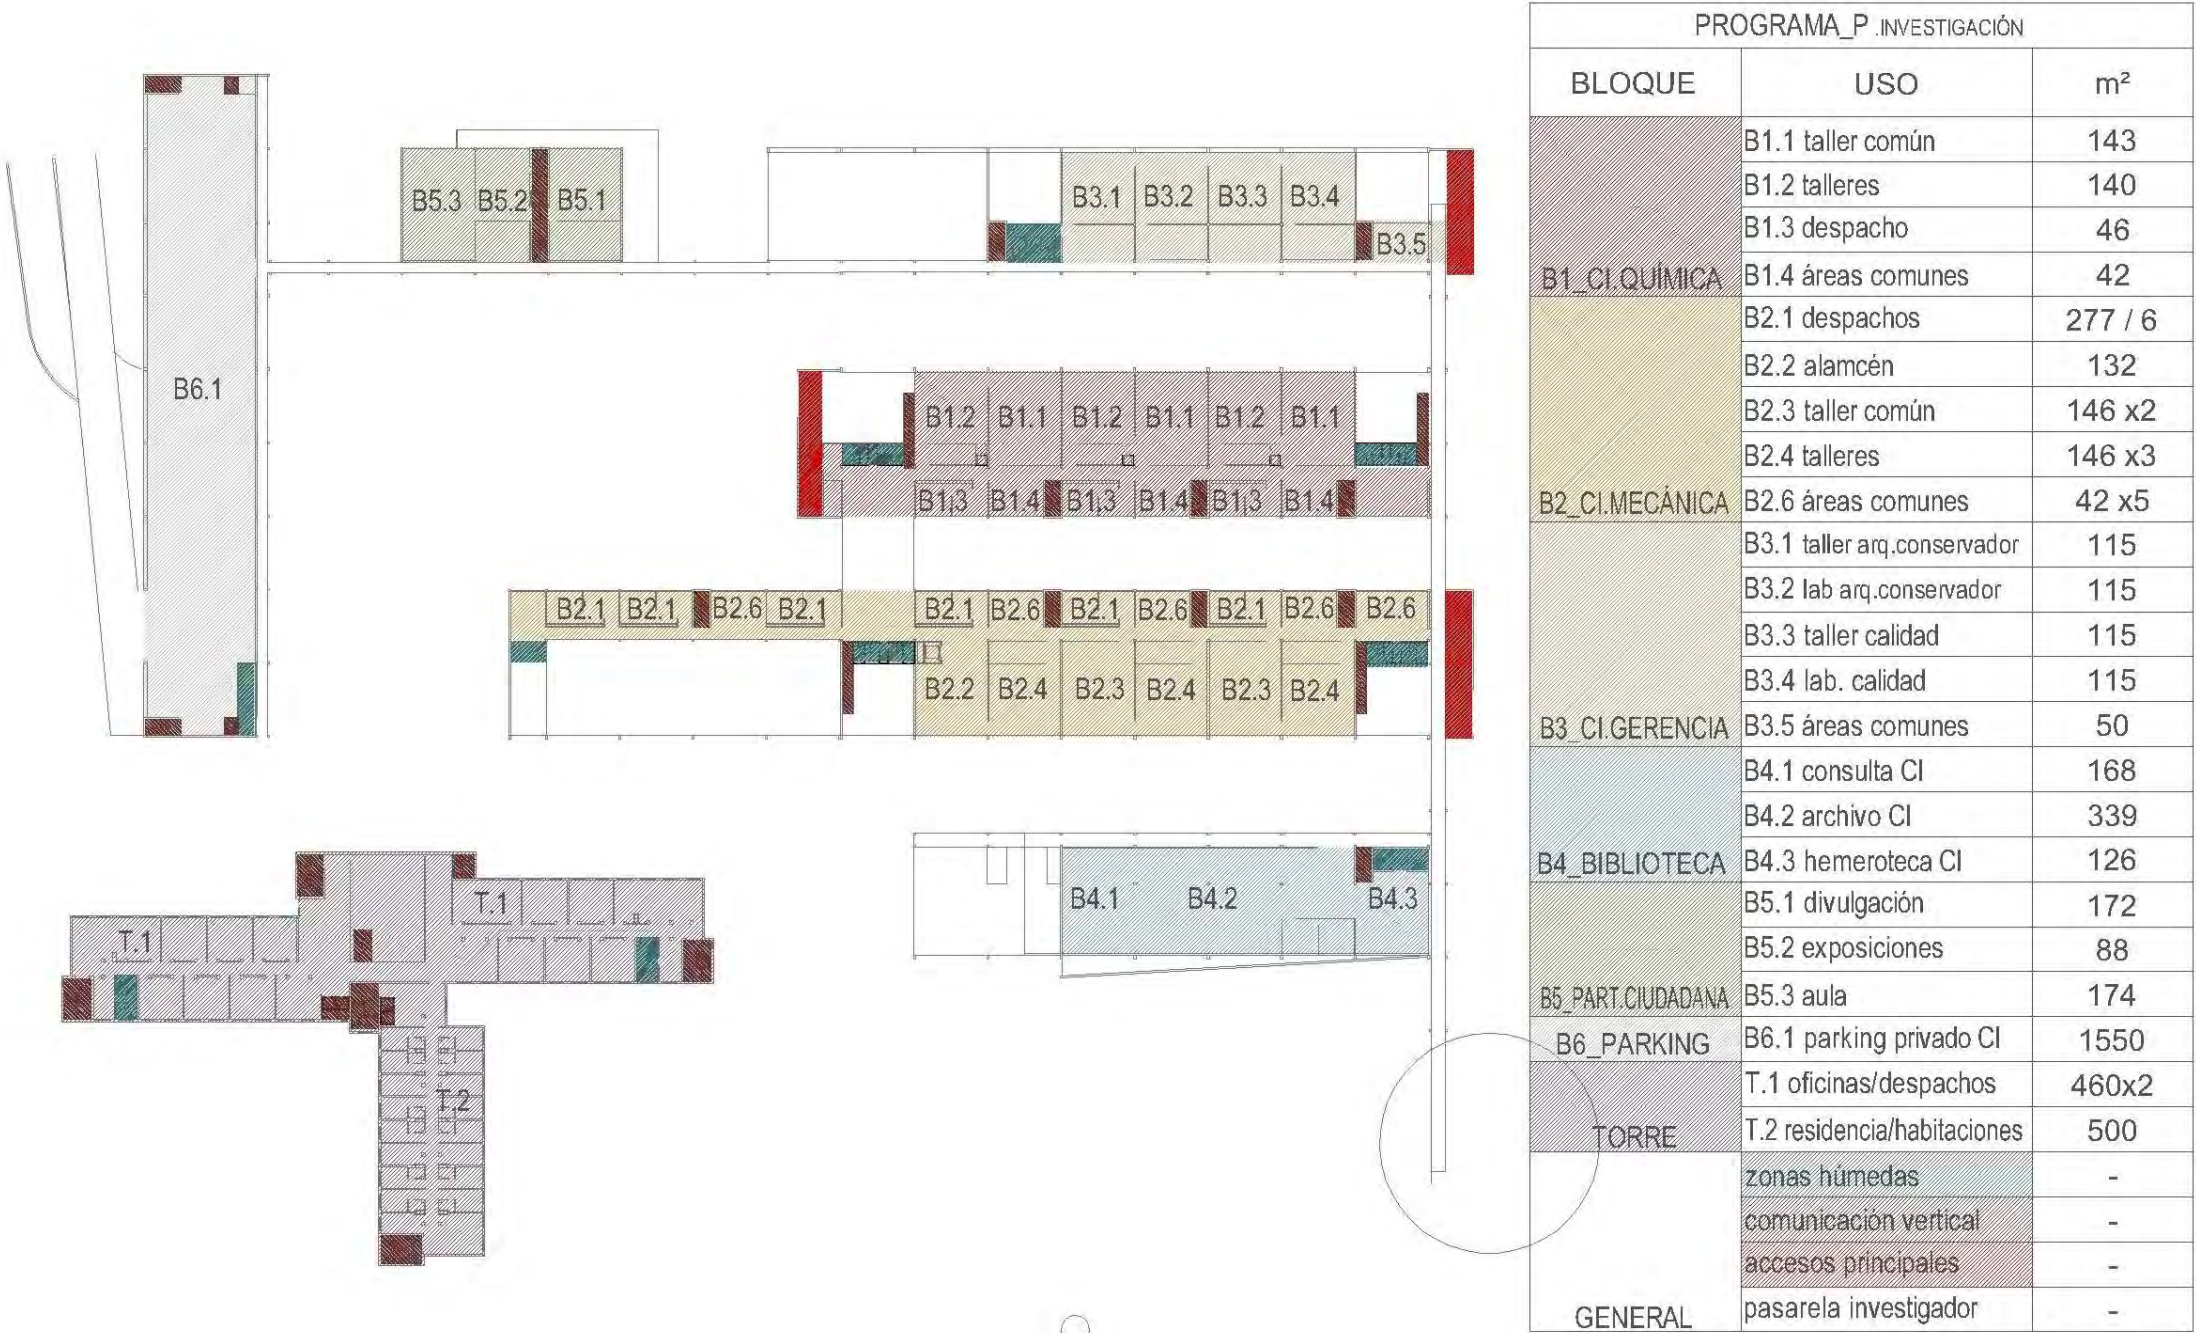 B5.3 B5.2 B5.1
B3.1 B3.2 B3.3 B3.4
B3.5
B6.1
B1.2 B1.1 B1.2 B1.1 B1.2 B1.1
B1.3 B1.4 B1.3 B1.4 B1.3 B1.4
B2.1 B2.1 B2.6 B2.1 B2.1 B2.6 B2.1 B2.6 B2.1 B2.6 B2.6
B2.2 B2.4 B2.3 B2.4 B2.3 B2.4
B4.1 B4.2 B4.3
T.1
T.1
T.2
PROGRAMA_P .INVESTIGACIÓN
BLOQUE USO m²
B1.1 taller común 143
B1.2 talleres 140
B1.3 despacho 46
B1_CI.QUÍMICA B1.4 áreas comunes 42
B2.1 despachos 277 / 6
B2.2 alamcén 132
B2.3 taller común 146 x2
B2.4 talleres 146 x3
B2_CI.MECÁNICA B2.6 áreas comunes 42 x5
B3.1 taller arq.conservador 115
B3.2 lab arq.conservador 115
B3.3 taller calidad 115
B3.4 lab. calidad 115
B3_CI.GERENCIA B3.5 áreas comunes 50
B4.1 consulta CI 168
B4.2 archivo CI 339
B4_BIBLIOTECA B4.3 hemeroteca CI 126
B5.1 divulgación 172
B5.2 exposiciones 88
B5_PART.CIUDADANA B5.3 aula 174
B6_PARKING B6.1 parking privado CI 1550
T.1 oficinas/despachos 460x2
TORRE T.2 residencia/habitaciones 500
zonas húmedas -
comunicación vertical -
accesos principales -
GENERAL pasarela investigador -